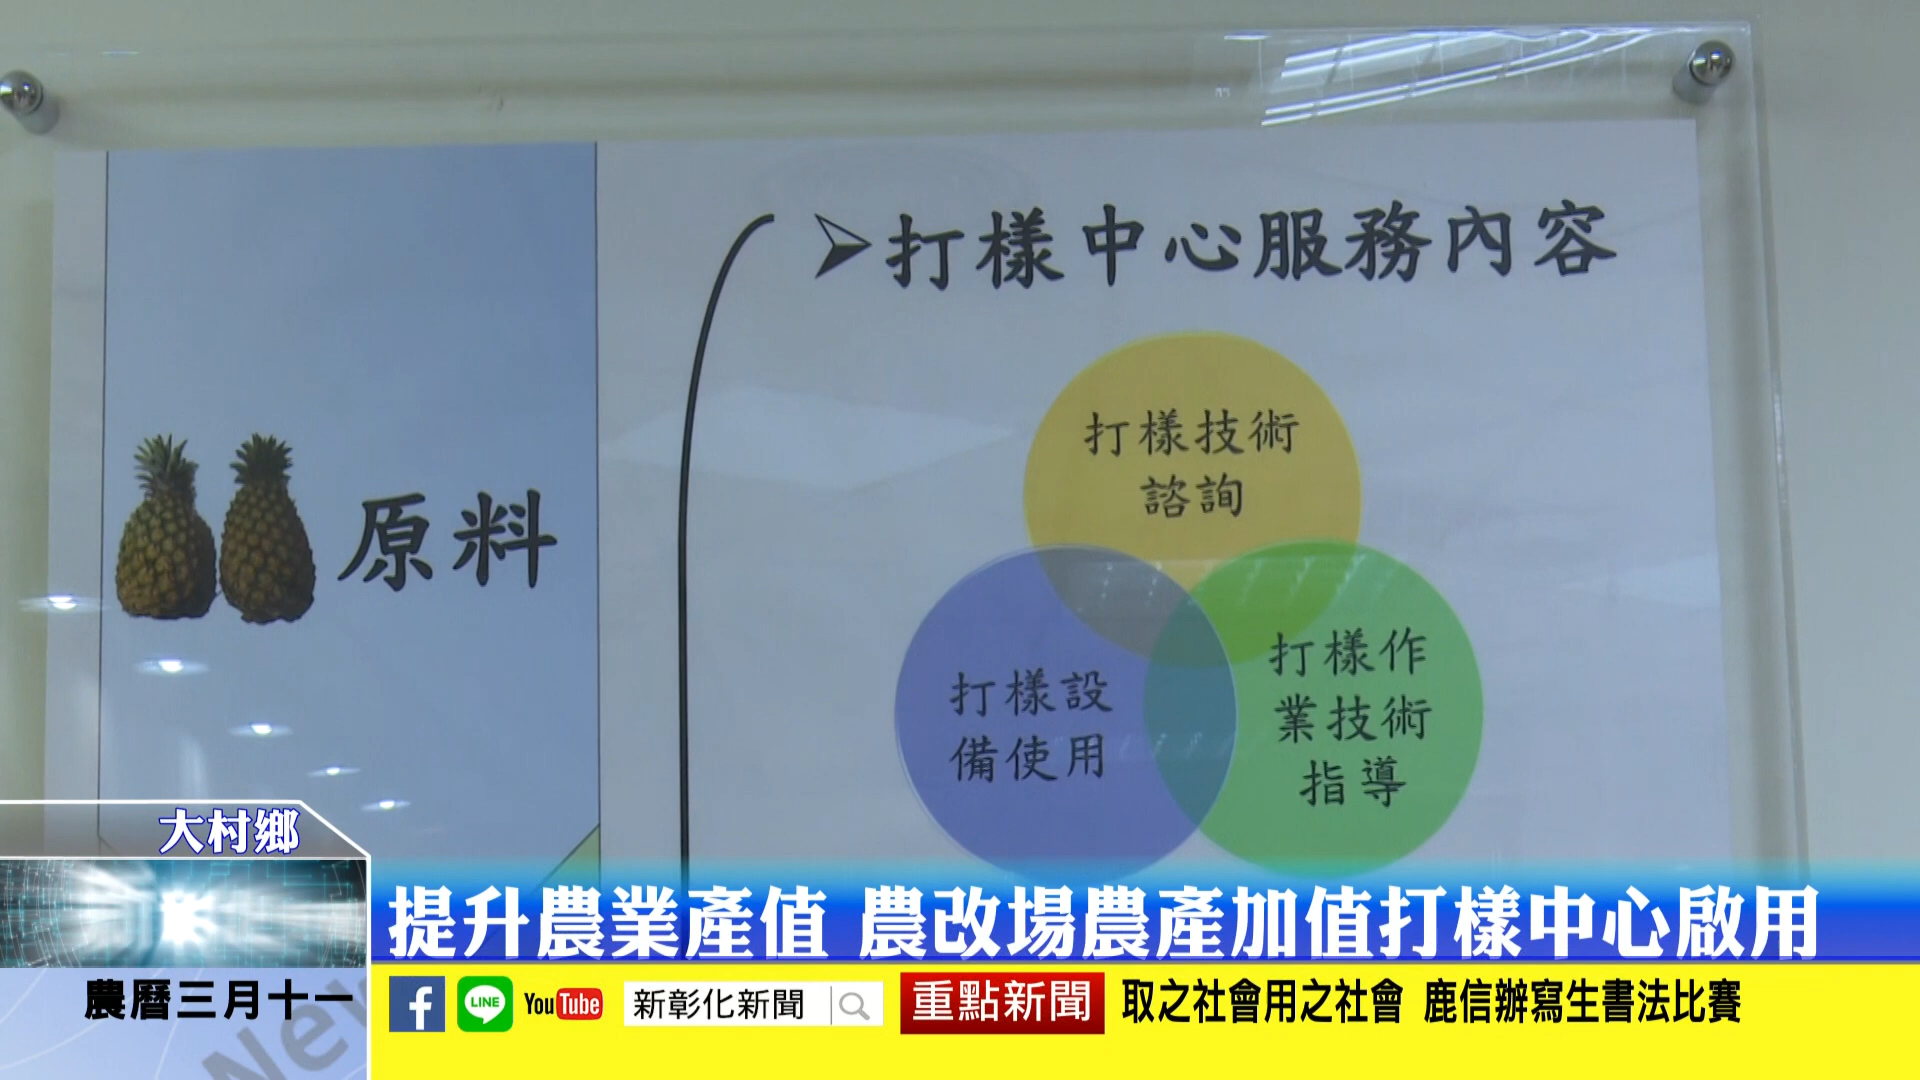 打樣中心服務內容
原料
打樣技術
諮詢
打樣設
備使用
打樣作
業技術
指導
大村鄉
提升農業產值 農改場農產加值打樣中心啟用
農曆三月十一
LINE
YouTube
新彰化新聞
重點新聞
取之社會用之社會 鹿信辦寫生書法比賽